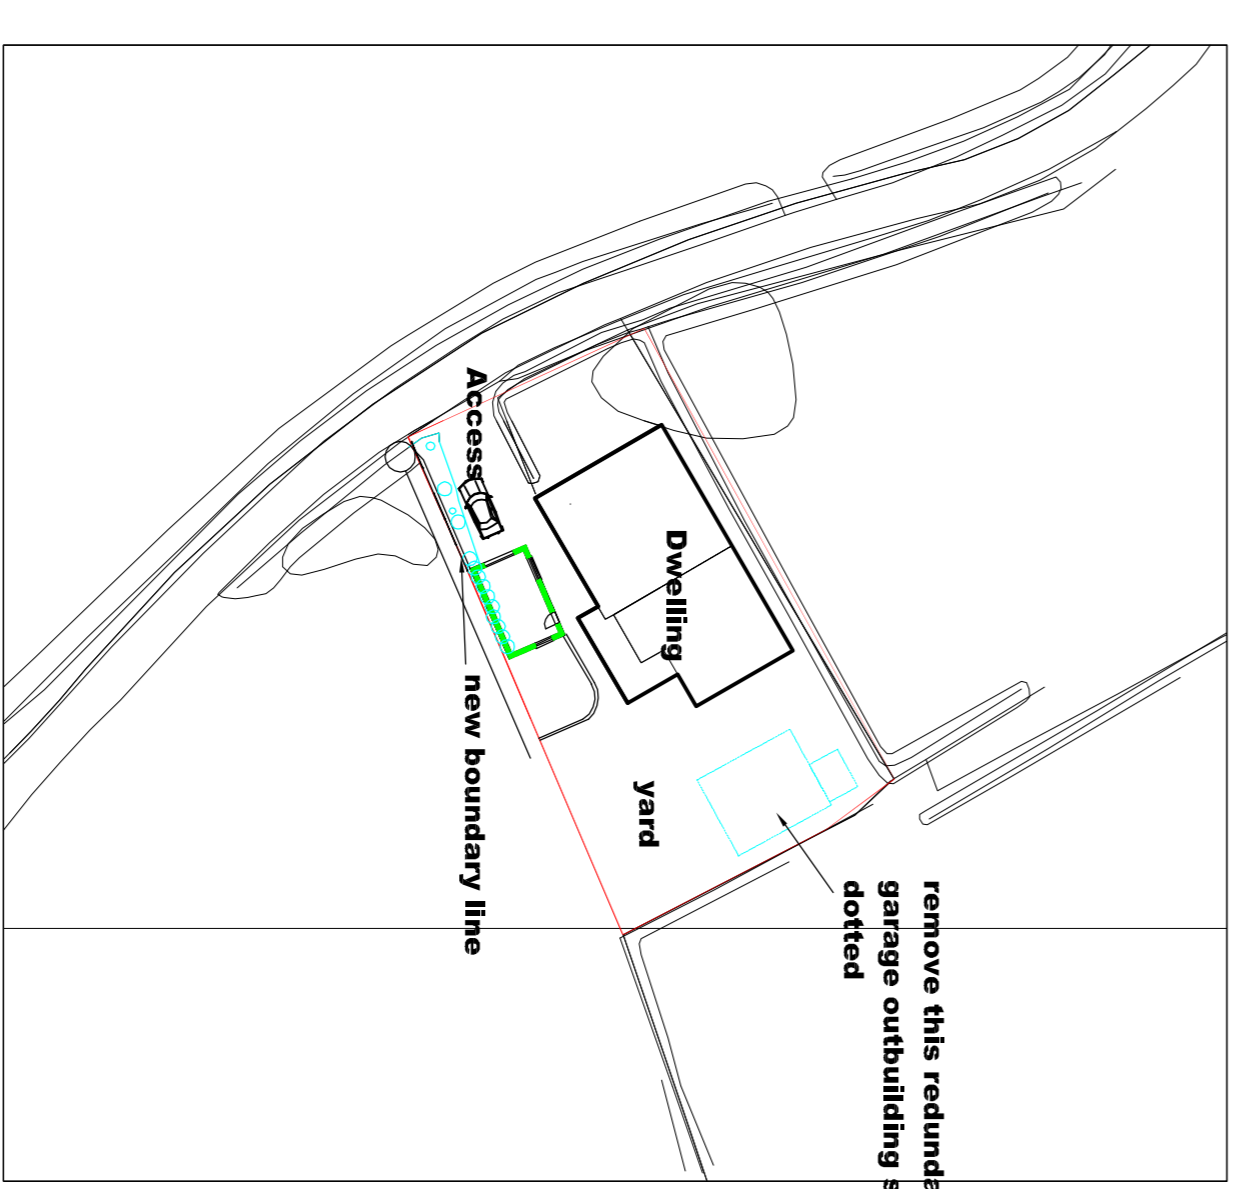 remove this redunda
garage outbuilding s
dotted
Dwelling
yard
Access
new boundary line